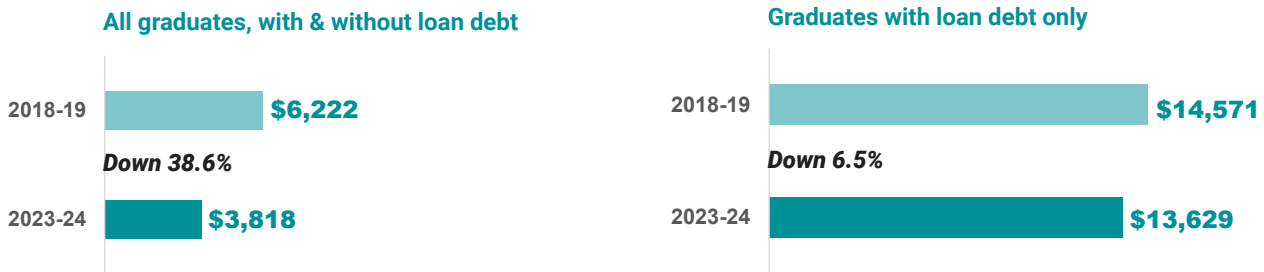 All graduates, with & without loan debt
2018-19
$6,222
Down 38.6%
2023-24
$3,818
Graduates with loan debt only
2018-19
$14,571
Down 6.5%
2023-24
$13,629